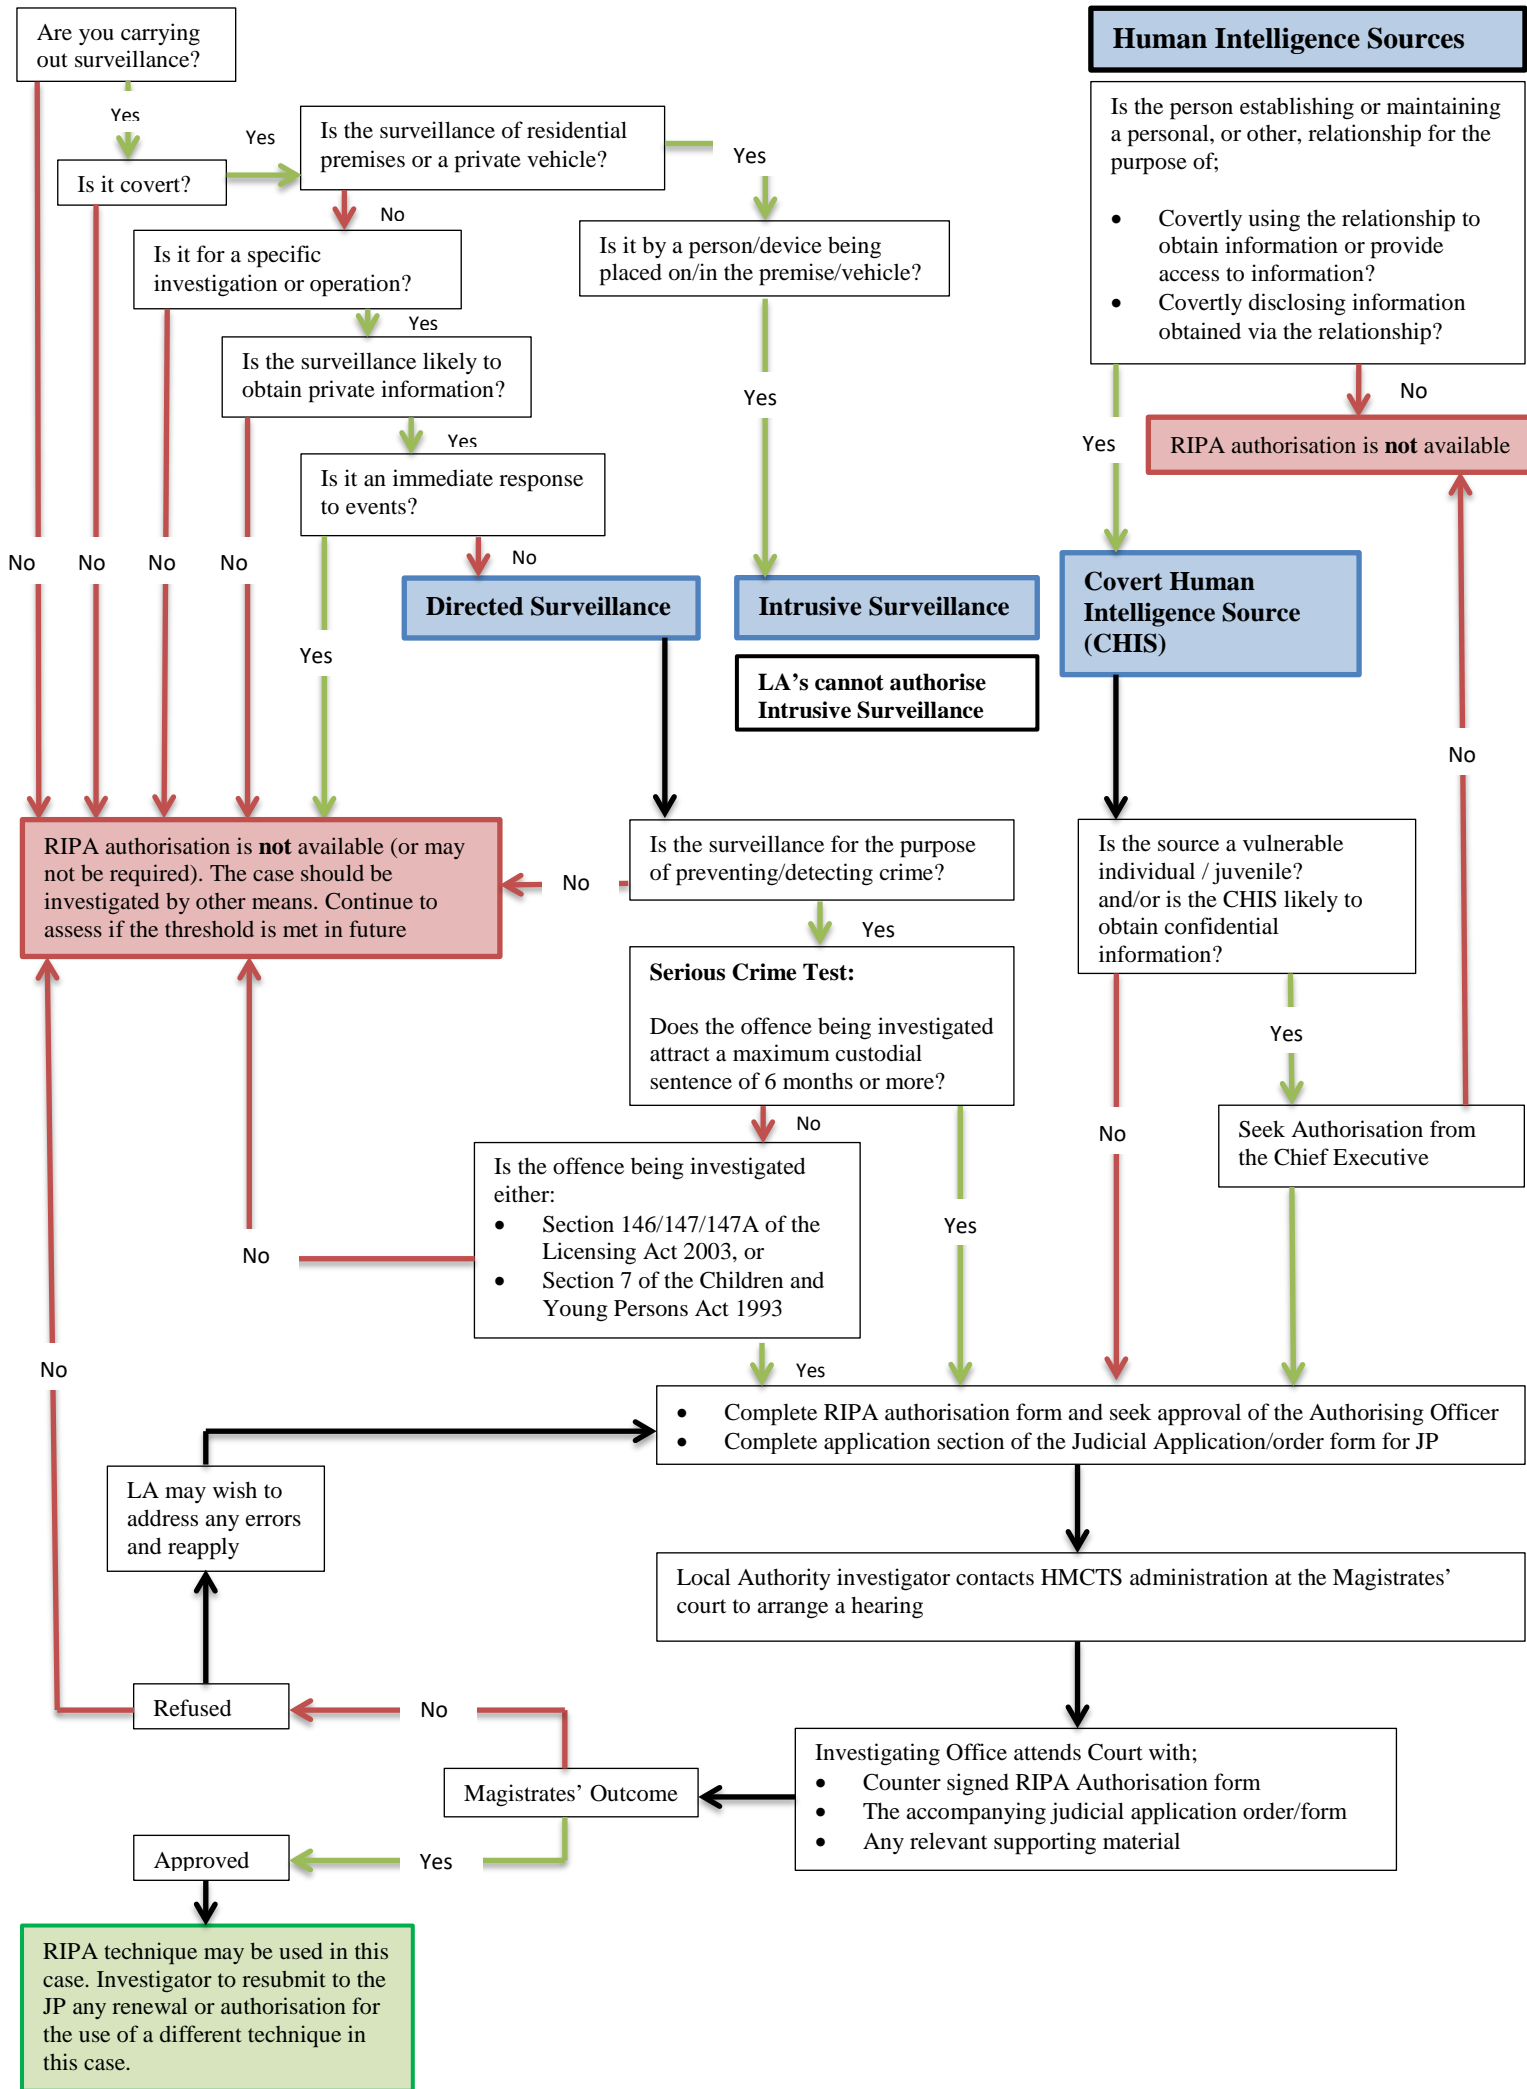 Are you carrying
out surveillance?
Yes
Is it covert?
Yes
Is the surveillance of residential
premises or a private vehicle?
Yes
No
Is it for a specific
investigation or operation?
Yes
Is it by a person/device being
placed on/in the premise/vehicle?
Is the surveillance likely to
obtain private information?
Yes
Yes
Is it an immediate response
to events?
No
No
No
No
No
Yes
Directed Surveillance
Intrusive Surveillance
LA’s cannot authorise
Intrusive Surveillance
Human Intelligence Sources
Is the person establishing or maintaining
a personal, or other, relationship for the
purpose of;
• Covertly using the relationship to
obtain information or provide
access to information?
• Covertly disclosing information
obtained via the relationship?
Yes
No
RIPA authorisation is not available
Covert Human
Intelligence Source
(CHIS)
No
RIPA authorisation is not available (or may
not be required). The case should be
investigated by other means. Continue to
assess if the threshold is met in future
No
Is the surveillance for the purpose
of preventing/detecting crime?
Yes
Is the source a vulnerable
individual / juvenile?
and/or is the CHIS likely to
obtain confidential
information?
Serious Crime Test:
Does the offence being investigated
attract a maximum custodial
sentence of 6 months or more?
No
Yes
No
Yes
Seek Authorisation from
the Chief Executive
Is the offence being investigated
either:
• Section 146/147/147A of the
Licensing Act 2003, or
• Section 7 of the Children and
Young Persons Act 1993
No
Yes
No
• Complete RIPA authorisation form and seek approval of the Authorising Officer
• Complete application section of the Judicial Application/order form for JP
LA may wish to
address any errors
and reapply
Local Authority investigator contacts HMCTS administration at the Magistrates’
court to arrange a hearing
Refused
No
Investigating Office attends Court with;
• Counter signed RIPA Authorisation form
• The accompanying judicial application order/form
• Any relevant supporting material
Magistrates’ Outcome
Approved
Yes
RIPA technique may be used in this
case. Investigator to resubmit to the
JP any renewal or authorisation for
the use of a different technique in
this case.